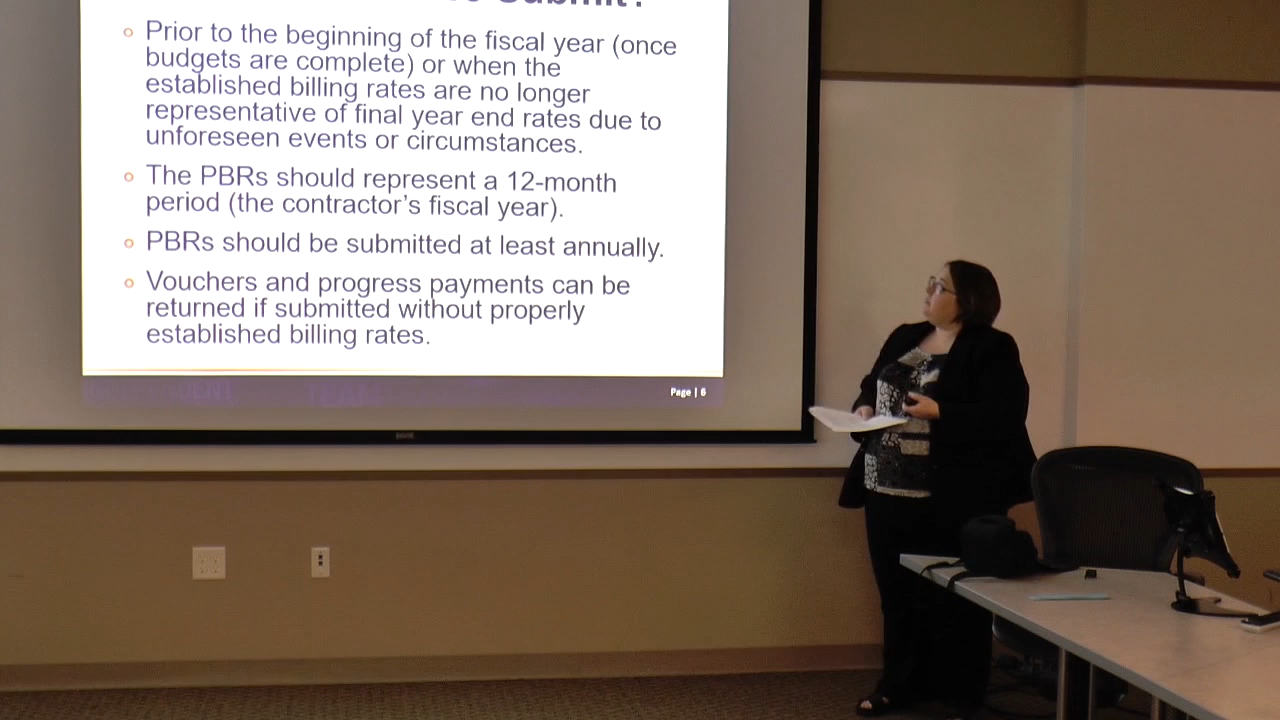 Submit?
Prior to the beginning of the fiscal year (once
budgets are complete) or when the
established billing rates are no longer
representative of final year end rates due to
unforeseen events or circumstances.
The PBRs should represent a 12-month
period (the contractor's fiscal year).
PBRs should be submitted at least annually.
Vouchers and progress payments can be
returned if submitted without properly
established billing rates.
Page | 6